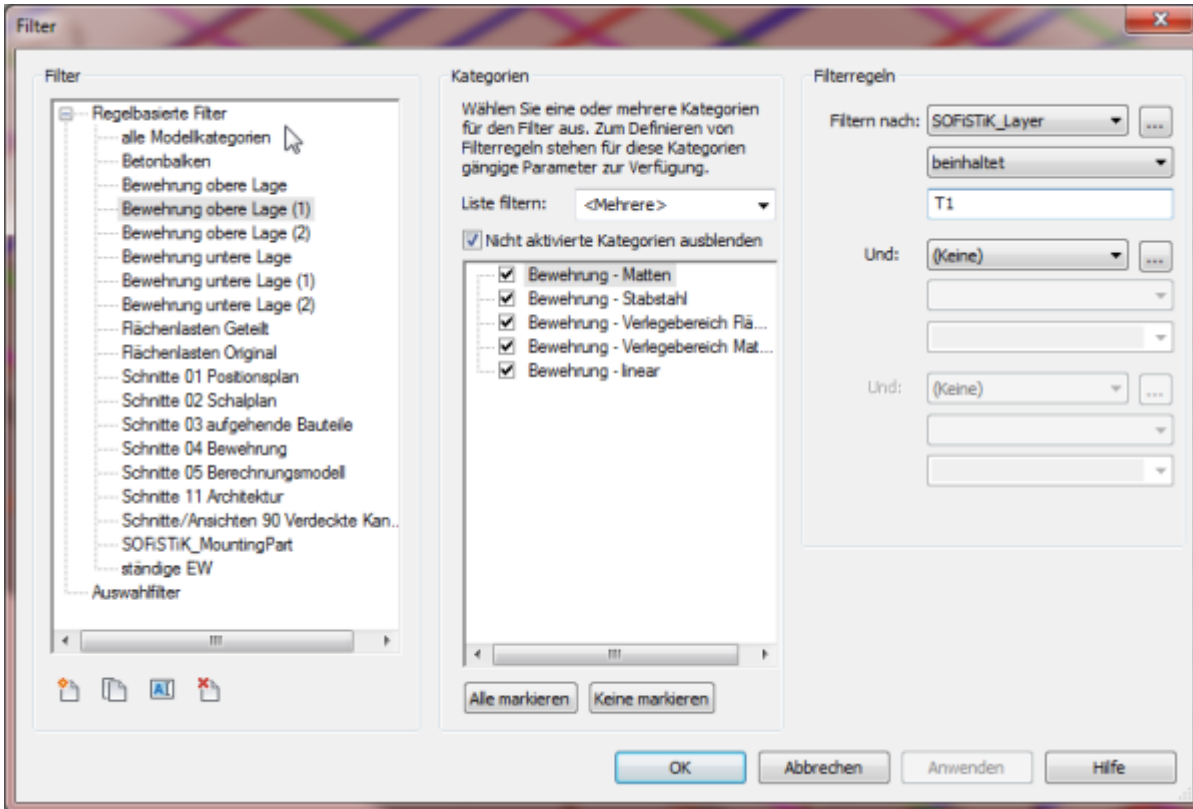 Filter
Filter
Regelbasierte Filter
alle Modellkategorien
Betonbalken
Bewehrung obere Lage
Bewehrung obere Lage (1)
Bewehrung obere Lage (2)
Bewehrung untere Lage
Bewehrung untere Lage (1)
Bewehrung untere Lage (2)
Flächenlasten Geteilt
Flächenlasten Original
Schnitte 01 Positionsplan
Schnitte 02 Schalplan
Schnitte 03 aufgehende Bauteile
Schnitte 04 Bewehrung
Schnitte 05 Berechnungsmodell
Schnitte 11 Architektur
Schnitte/Ansichten 90 Verdeckte Kan..
SOFiSTiK_MountingPart
ständige EW
Auswahlfilter
Kategorien
Wählen Sie eine oder mehrere Kategorien
für den Filter aus. Zum Definieren von
Filterregeln stehen für diese Kategorien
gängige Parameter zur Verfügung.
Liste filtern: <Mehrere>
Nicht aktivierte Kategorien ausblenden
Bewehrung - Matten
Bewehrung - Stabstahl
Bewehrung - Verlegebereich Flä...
Bewehrung - Verlegebereich Mat...
Bewehrung - linear
Alle markieren Keine markieren
Filterregeln
Filtern nach: SOFiSTiK_Layer ...
beinhaltet
T1
Und: (Keine) ...
Und: (Keine) ...
OK Abbrechen Anwenden Hilfe